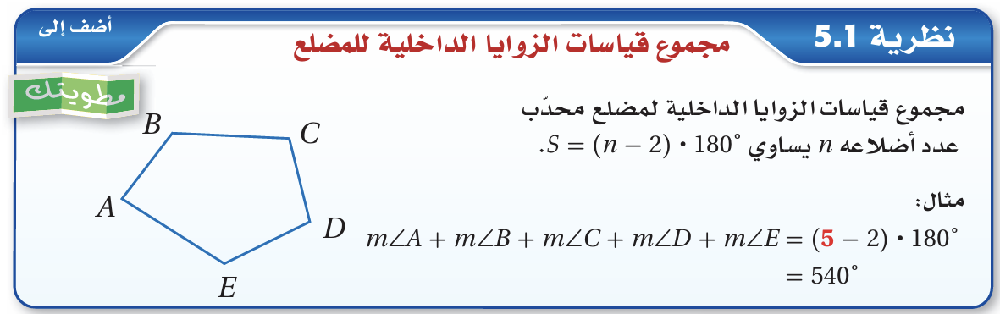 نظرية 5.1
مجموع قياسات الزوايا الداخلية للمضلع
أضف إلى
مطويتك
مجموع قياسات الزوايا الداخلية لمضلع محدّب
عدد أضلاعه n يساوي S = (n − 2) • 180°.
مثال:
m∠A + m∠B + m∠C + m∠D + m∠E = (5 − 2) • 180°
= 540°
B
C
A
D
E